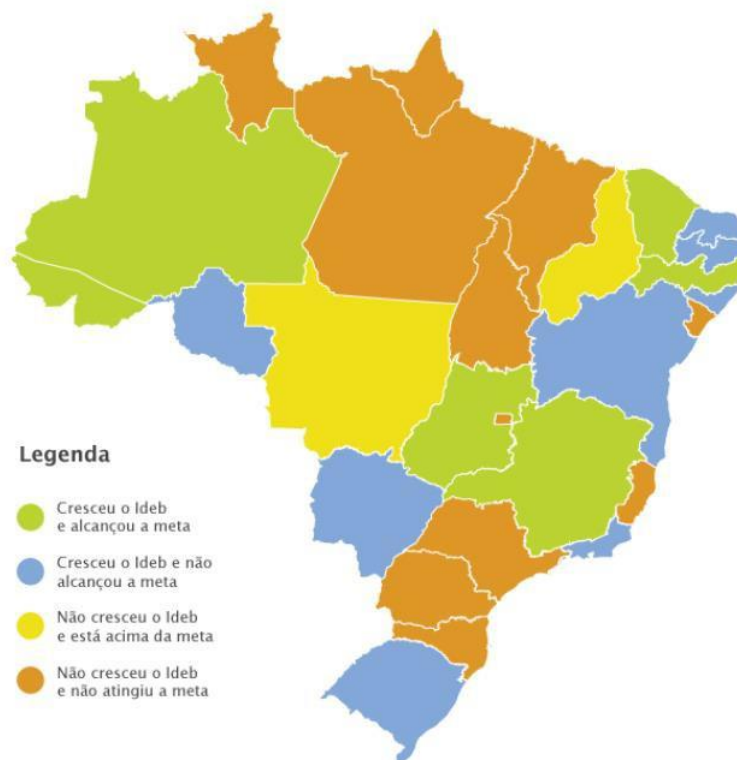 Legenda
Cresceu o Ideb
e alcançou a meta
Cresceu o Ideb e não
alcançou a meta
Não cresceu o Ideb
e está acima da meta
Não cresceu o Ideb
e não atingiu a meta